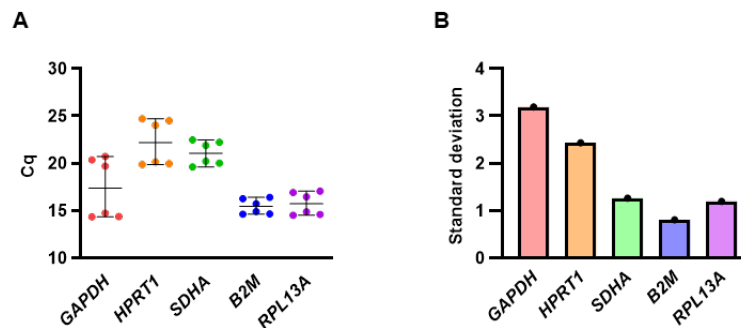 A
Cq
30
25
20
15
10
GAPDH
HPRT1
SDHA
B2M
RPL13A
B
Standard deviation
4
3
2
1
0
GAPDH
HPRT1
SDHA
B2M
RPL13A